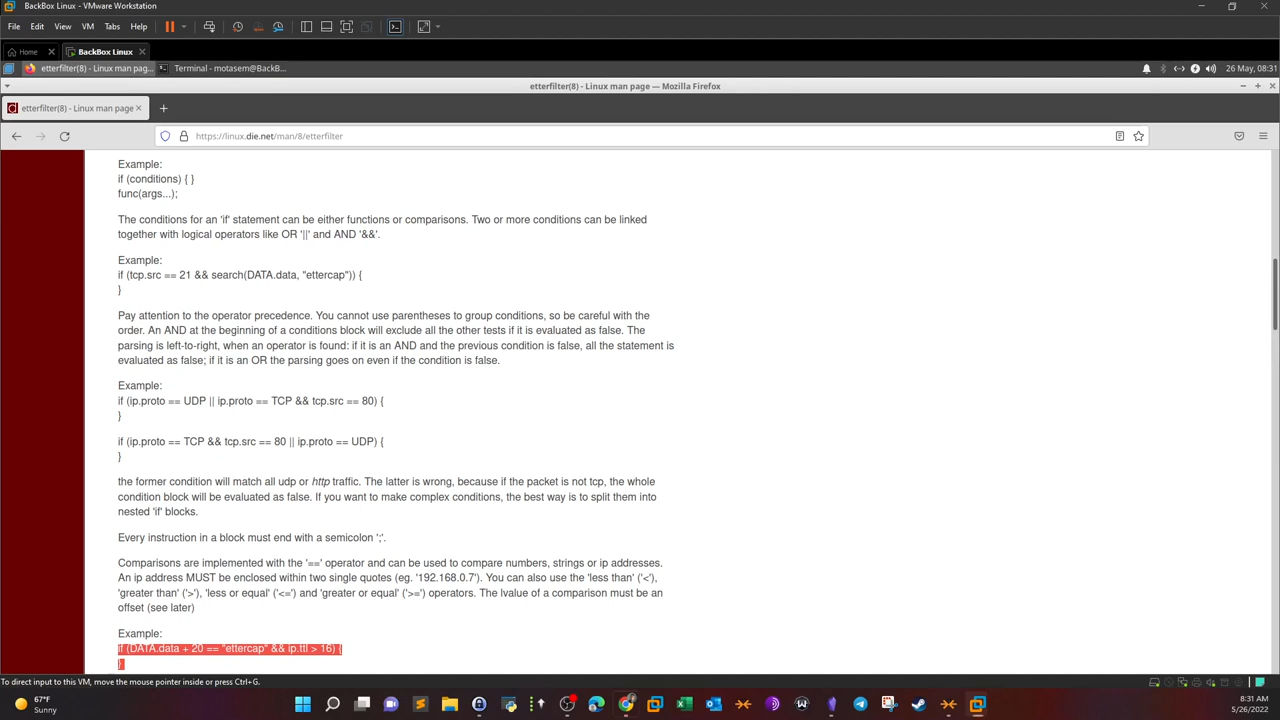 BackBox Linux - VMware Workstation
File Edit View VM Tabs Help
Home
BackBox Linux
etterfilter(8) - Linux man pag...
Terminal - motasem@BackB...
26 May, 08:31
etterfilter(8) - Linux man page — Mozilla Firefox
etterfilter(8) - Linux man page
https://linux.die.net/man/8/etterfilter
Example:
if (conditions) { }
func(args...);
The conditions for an 'if' statement can be either functions or comparisons. Two or more conditions can be linked
together with logical operators like OR '||' and AND '&&'.
Example:
if (tcp.src == 21 && search(DATA.data, "ettercap")) {
}
Pay attention to the operator precedence. You cannot use parentheses to group conditions, so be careful with the
order. An AND at the beginning of a conditions block will exclude all the other tests if it is evaluated as false. The
parsing is left-to-right, when an operator is found: if it is an AND and the previous condition is false, all the statement is
evaluated as false; if it is an OR the parsing goes on even if the condition is false.
Example:
if (ip.proto == UDP || ip.proto == TCP && tcp.src == 80) {
}
if (ip.proto == TCP && tcp.src == 80 || ip.proto == UDP) {
}
the former condition will match all udp or http traffic. The latter is wrong, because if the packet is not tcp, the whole
condition block will be evaluated as false. If you want to make complex conditions, the best way is to split them into
nested 'if' blocks.
Every instruction in a block must end with a semicolon ';'.
Comparisons are implemented with the '==' operator and can be used to compare numbers, strings or ip addresses.
An ip address MUST be enclosed within two single quotes (eg. '192.168.0.7'). You can also use the 'less than' ('<'),
'greater than' ('>'), 'less or equal' ('<=') and 'greater or equal' ('>=') operators. The lvalue of a comparison must be an
offset (see later)
Example:
if (DATA.data + 20 == "ettercap" && ip.ttl > 16) {
}
To direct input to this VM, move the mouse pointer inside or press Ctrl+G.
67°F
Sunny
8:31 AM
5/26/2022